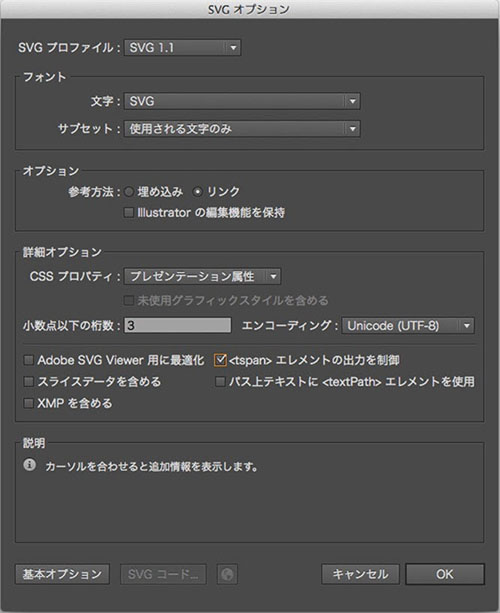 SVG オプション
SVG プロファイル : SVG 1.1
フォント
文字 : SVG
サブセット : 使用される文字のみ
オプション
参考方法 : 埋め込み リンク
Illustrator の編集機能を保持
詳細オプション
CSS プロパティ : プレゼンテーション属性
未使用グラフィックスタイルを含める
小数点以下の桁数 : 3 エンコーディング : Unicode (UTF-8)
Adobe SVG Viewer 用に最適化 <tspan> エレメントの出力を制御
スライスデータを含める パス上テキストに <textPath> エレメントを使用
XMP を含める
説明
カーソルを合わせると追加情報を表示します。
基本オプション SVG コード... キャンセル OK